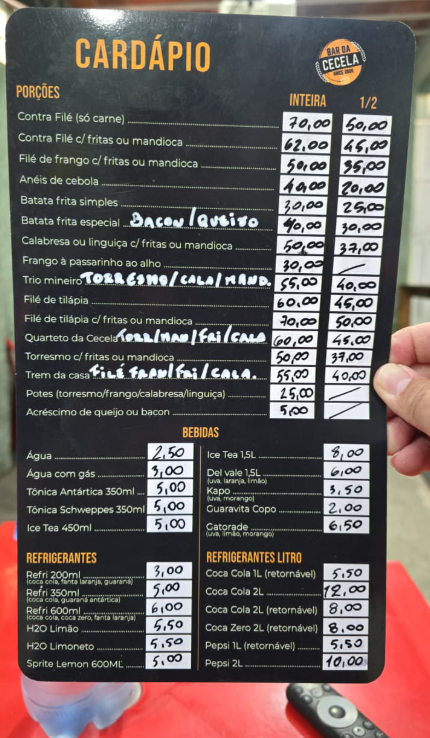 CARDÁPIO
BAR DA
CECELA
PORÇÕES INTEIRA 1/2
Contra Filé (só carne) 70,00 50,00
Contra Filé c/ fritas ou mandioca 62,00 45,00
Filé de frango c/ fritas ou mandioca 50,00 35,00
Anéis de cebola 40,00 20,00
Batata frita simples 30,00 25,00
Batata frita especial BACON/QUEIJO 40,00 30,00
Calabresa ou linguiça c/ fritas ou mandioca 50,00 37,00
Frango à passarinho ao alho 30,00
Trio mineiro TORRESMO/CALA/MAND. 55,00 40,00
Filé de tilápia 60,00 45,00
Filé de tilápia c/ fritas ou mandioca 70,00 50,00
Quarteto da Cecela TORR/MAN/FRI/CALA 60,00 45,00
Torresmo c/ fritas ou mandioca 50,00 37,00
Trem da casa FILÉ FRAN/FRI/CALA. 55,00 40,00
Potes (torresmo/frango/calabresa/linguiça) 25,00
Acréscimo de queijo ou bacon 5,00
BEBIDAS
Água 2,50
Água com gás 3,00
Tônica Antártica 350ml 5,00
Tônica Schweppes 350ml 5,00
Ice Tea 450ml 5,00
Ice Tea 1,5L 8,00
Del vale 1,5L 6,00
(uva, laranja, limão)
Kapo 3,50
(uva, morango)
Guaravita Copo 2,00
Gatorade 6,50
(uva, limão, morango)
REFRIGERANTES
Refri 200ml 3,00
(coca cola, fanta laranja, guaraná)
Refri 350ml 5,00
(coca cola, guaraná antártica)
Refri 600ml 6,00
(coca cola, coca zero, fanta laranja)
H2O Limão 5,50
H2O Limoneto 5,50
Sprite Lemon 600ML 5,00
REFRIGERANTES LITRO
Coca Cola 1L (retornável) 5,50
Coca Cola 2L 12,00
Coca Cola 2L (retornável) 8,00
Coca Zero 2L (retornável) 8,00
Pepsi 1L (retornável) 5,50
Pepsi 2L 10,00